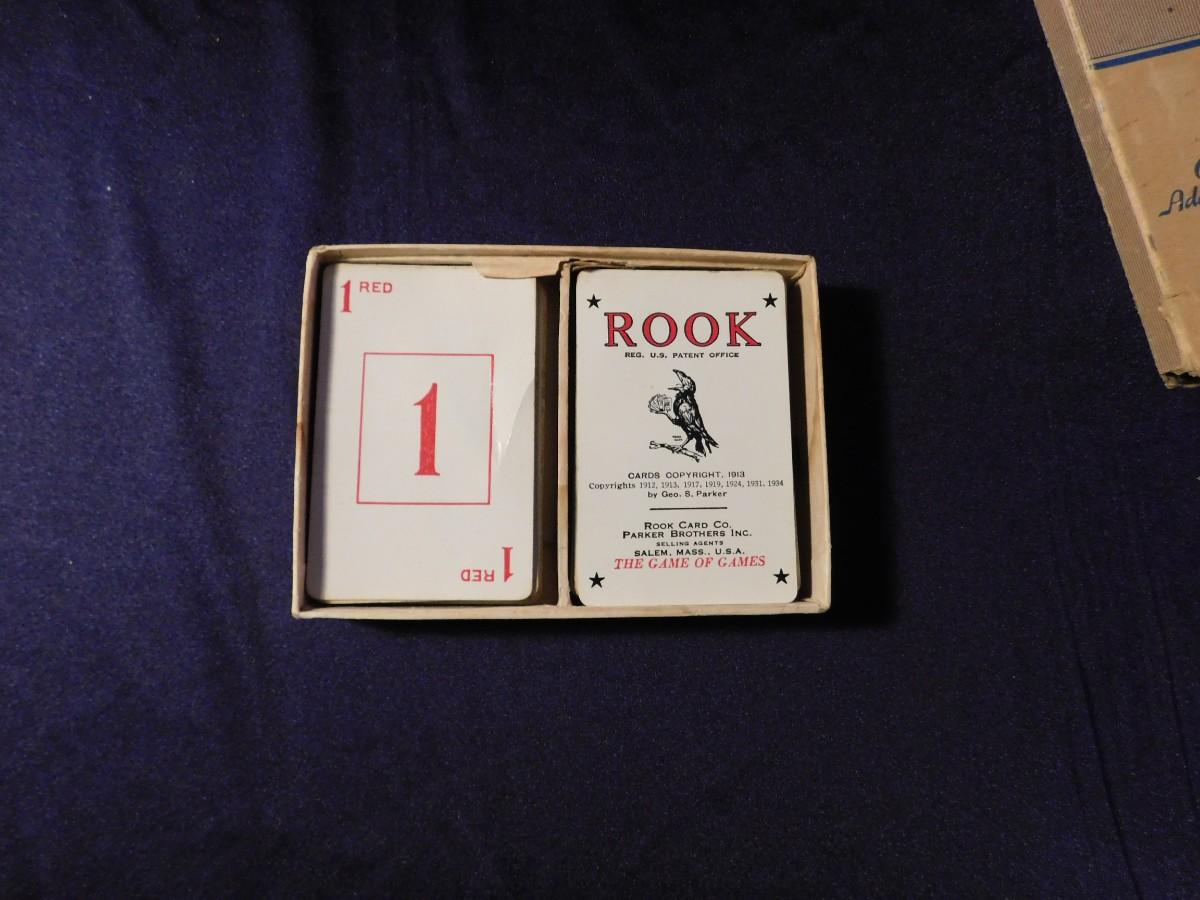 1 RED
1
1 RED
ROOK
REG. U.S. PATENT OFFICE
CARDS COPYRIGHT, 1913
Copyrights 1912, 1913, 1917, 1919, 1924, 1931, 1934
by Geo. S. Parker
ROOK CARD CO.
PARKER BROTHERS INC.
SELLING AGENTS
SALEM, MASS., U.S.A.
THE GAME OF GAMES